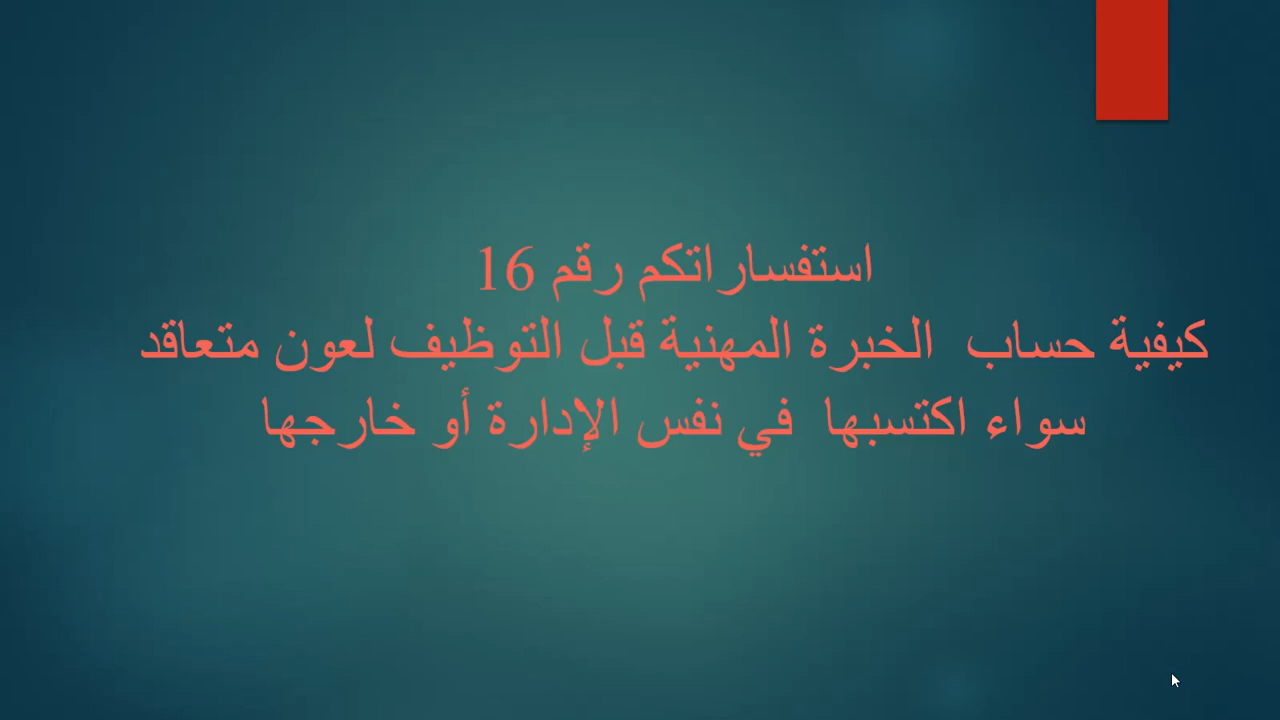 استفساراتكم رقم 16
كيفية حساب الخبرة المهنية قبل التوظيف لعون متعاقد
سواء اكتسبها في نفس الإدارة أو خارجها